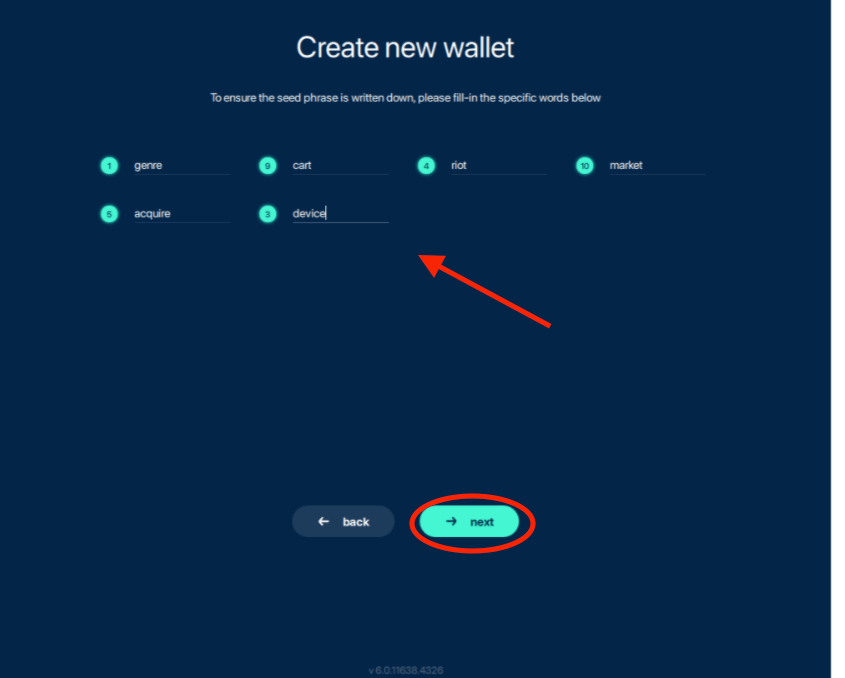 Create new wallet
To ensure the seed phrase is written down, please fill-in the specific words below
1 genre 9 cart 4 riot 10 market
5 acquire 3 device
← back → next
v 6.0.11638.4326